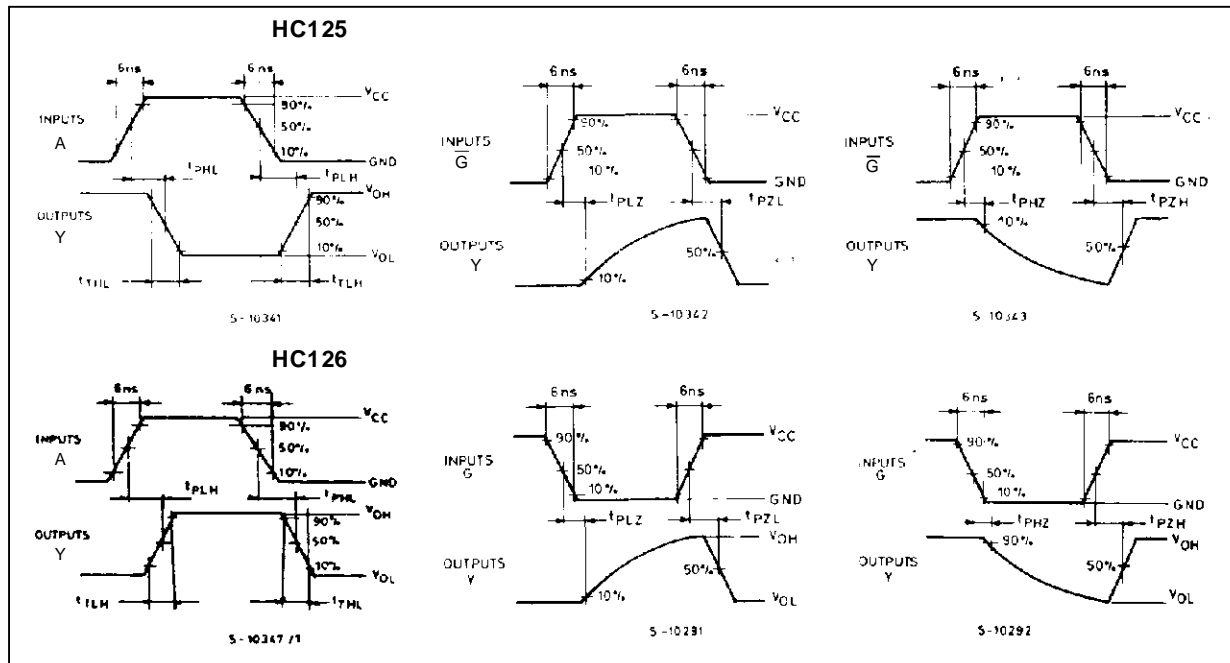 HC125
6ns
6ns
VCC
90%
50%
10%
GND
INPUTS
A
tPHL
tPLH
VOH
90%
50%
10%
VOL
OUTPUTS
Y
tTHL
tTLH
S-10341
6ns
6ns
VCC
90%
50%
10%
GND
INPUTS
G
tPLZ
tPZL
OUTPUTS
Y
50%
10%
S-10342
6ns
6ns
VCC
90%
50%
10%
GND
INPUTS
G
tPHZ
tPZH
10%
50%
OUTPUTS
Y
S-10343
HC126
6ns
6ns
VCC
90%
50%
10%
GND
INPUTS
A
tPLH
tPHL
VOH
90%
50%
10%
VOL
OUTPUTS
Y
tTLH
tTHL
S-10347/1
6ns
6ns
VCC
90%
50%
10%
GND
INPUTS
G
tPLZ
tPZL
VOH
50%
10%
VOL
OUTPUTS
Y
S-10291
6ns
6ns
VCC
90%
50%
10%
GND
INPUTS
G
tPHZ
tPZH
90%
VOH
50%
VOL
OUTPUTS
Y
S-10292